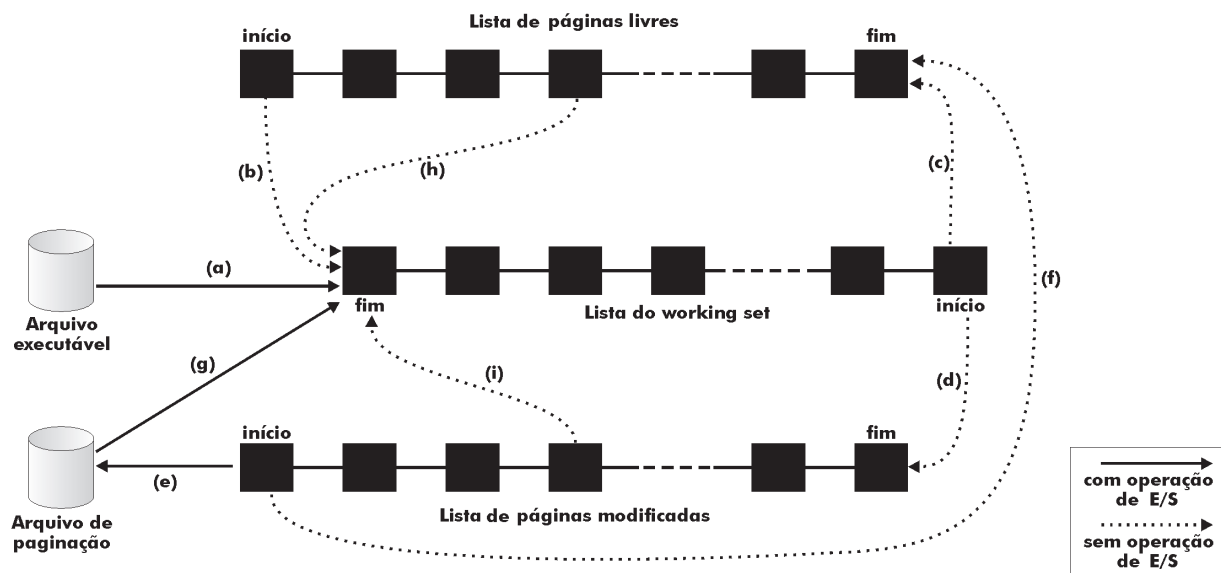 Lista de páginas livres
início
fim
(b)
(h)
(c)
(a)
(f)
fim
Lista do working set
início
Arquivo
executável
(g)
(i)
(d)
início
fim
(e)
Lista de páginas modificadas
Arquivo de
paginação
com operação
de E/S
sem operação
de E/S